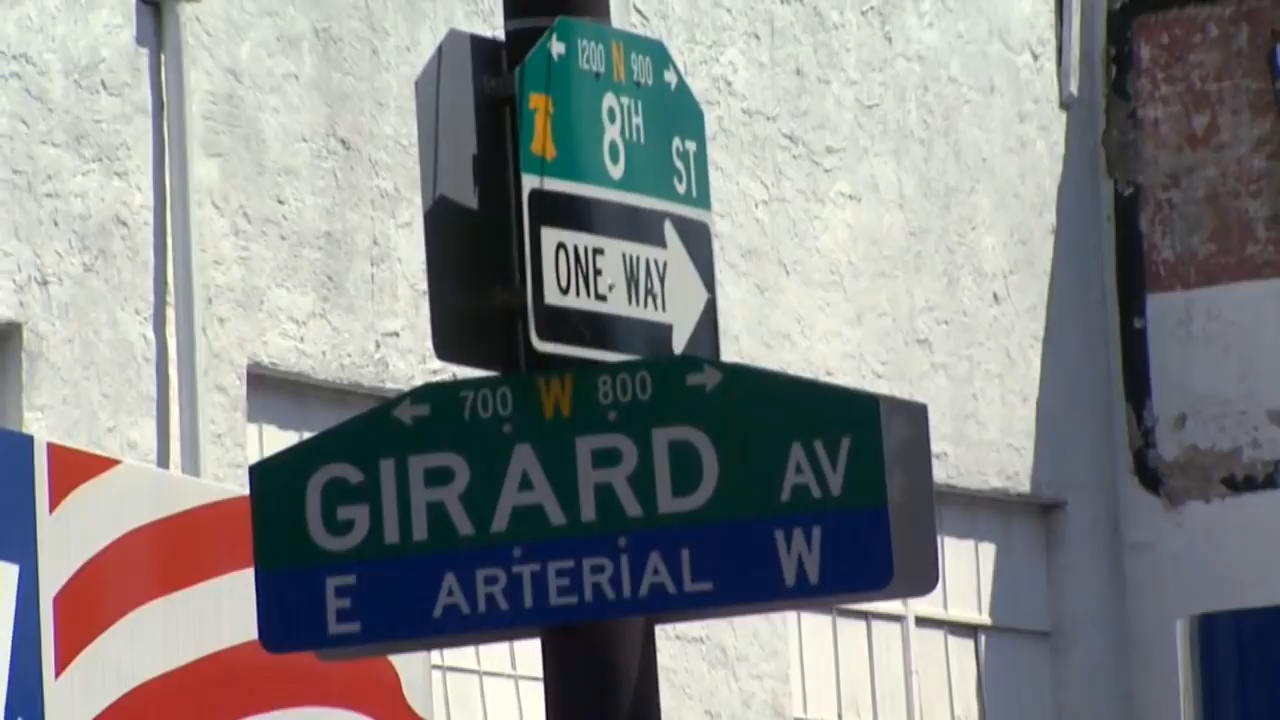 1200 N 900
8TH ST
ONE WAY
700 W 800
GIRARD AV
E ARTERIAL W